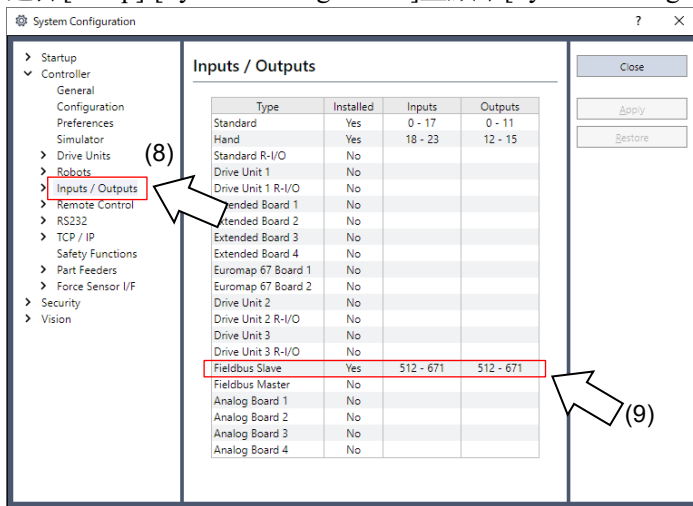 System Configuration ? ×
Startup
Controller
General
Configuration
Preferences
Simulator
Drive Units
Robots
Inputs / Outputs
Remote Control
RS232
TCP / IP
Safety Functions
Part Feeders
Force Sensor I/F
Security
Vision
(8)
Inputs / Outputs
Type Installed Inputs Outputs
Standard Yes 0 - 17 0 - 11
Hand Yes 18 - 23 12 - 15
Standard R-I/O No
Drive Unit 1 No
Drive Unit 1 R-I/O No
Extended Board 1 No
Extended Board 2 No
Extended Board 3 No
Extended Board 4 No
Euromap 67 Board 1 No
Euromap 67 Board 2 No
Drive Unit 2 No
Drive Unit 2 R-I/O No
Drive Unit 3 No
Drive Unit 3 R-I/O No
Fieldbus Slave Yes 512 - 671 512 - 671
Fieldbus Master No
Analog Board 1 No
Analog Board 2 No
Analog Board 3 No
Analog Board 4 No
(9)
Close
Apply
Restore